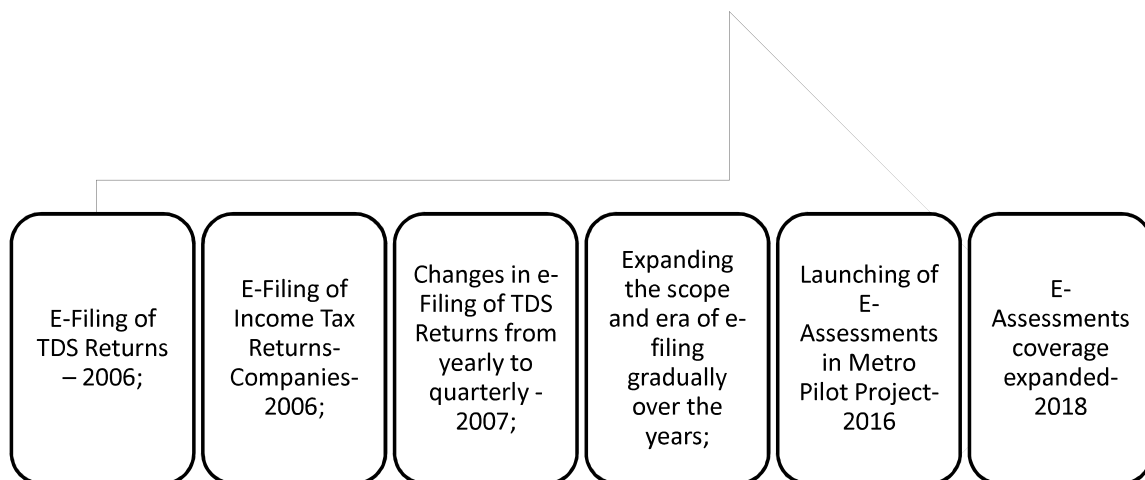 E-Filing of
TDS Returns
– 2006;
E-Filing of
Income Tax
Returns-
Companies-
2006;
Changes in e-
Filing of TDS
Returns from
yearly to
quarterly -
2007;
Expanding
the scope
and era of e-
filing
gradually
over the
years;
Launching of
E-
Assessments
in Metro
Pilot Project-
2016
E-
Assessments
coverage
expanded-
2018